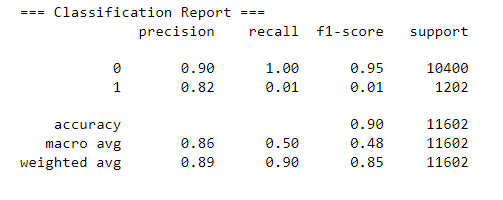 === Classification Report ===
precision recall f1-score support
0 0.90 1.00 0.95 10400
1 0.82 0.01 0.01 1202
accuracy 0.90 11602
macro avg 0.86 0.50 0.48 11602
weighted avg 0.89 0.90 0.85 11602